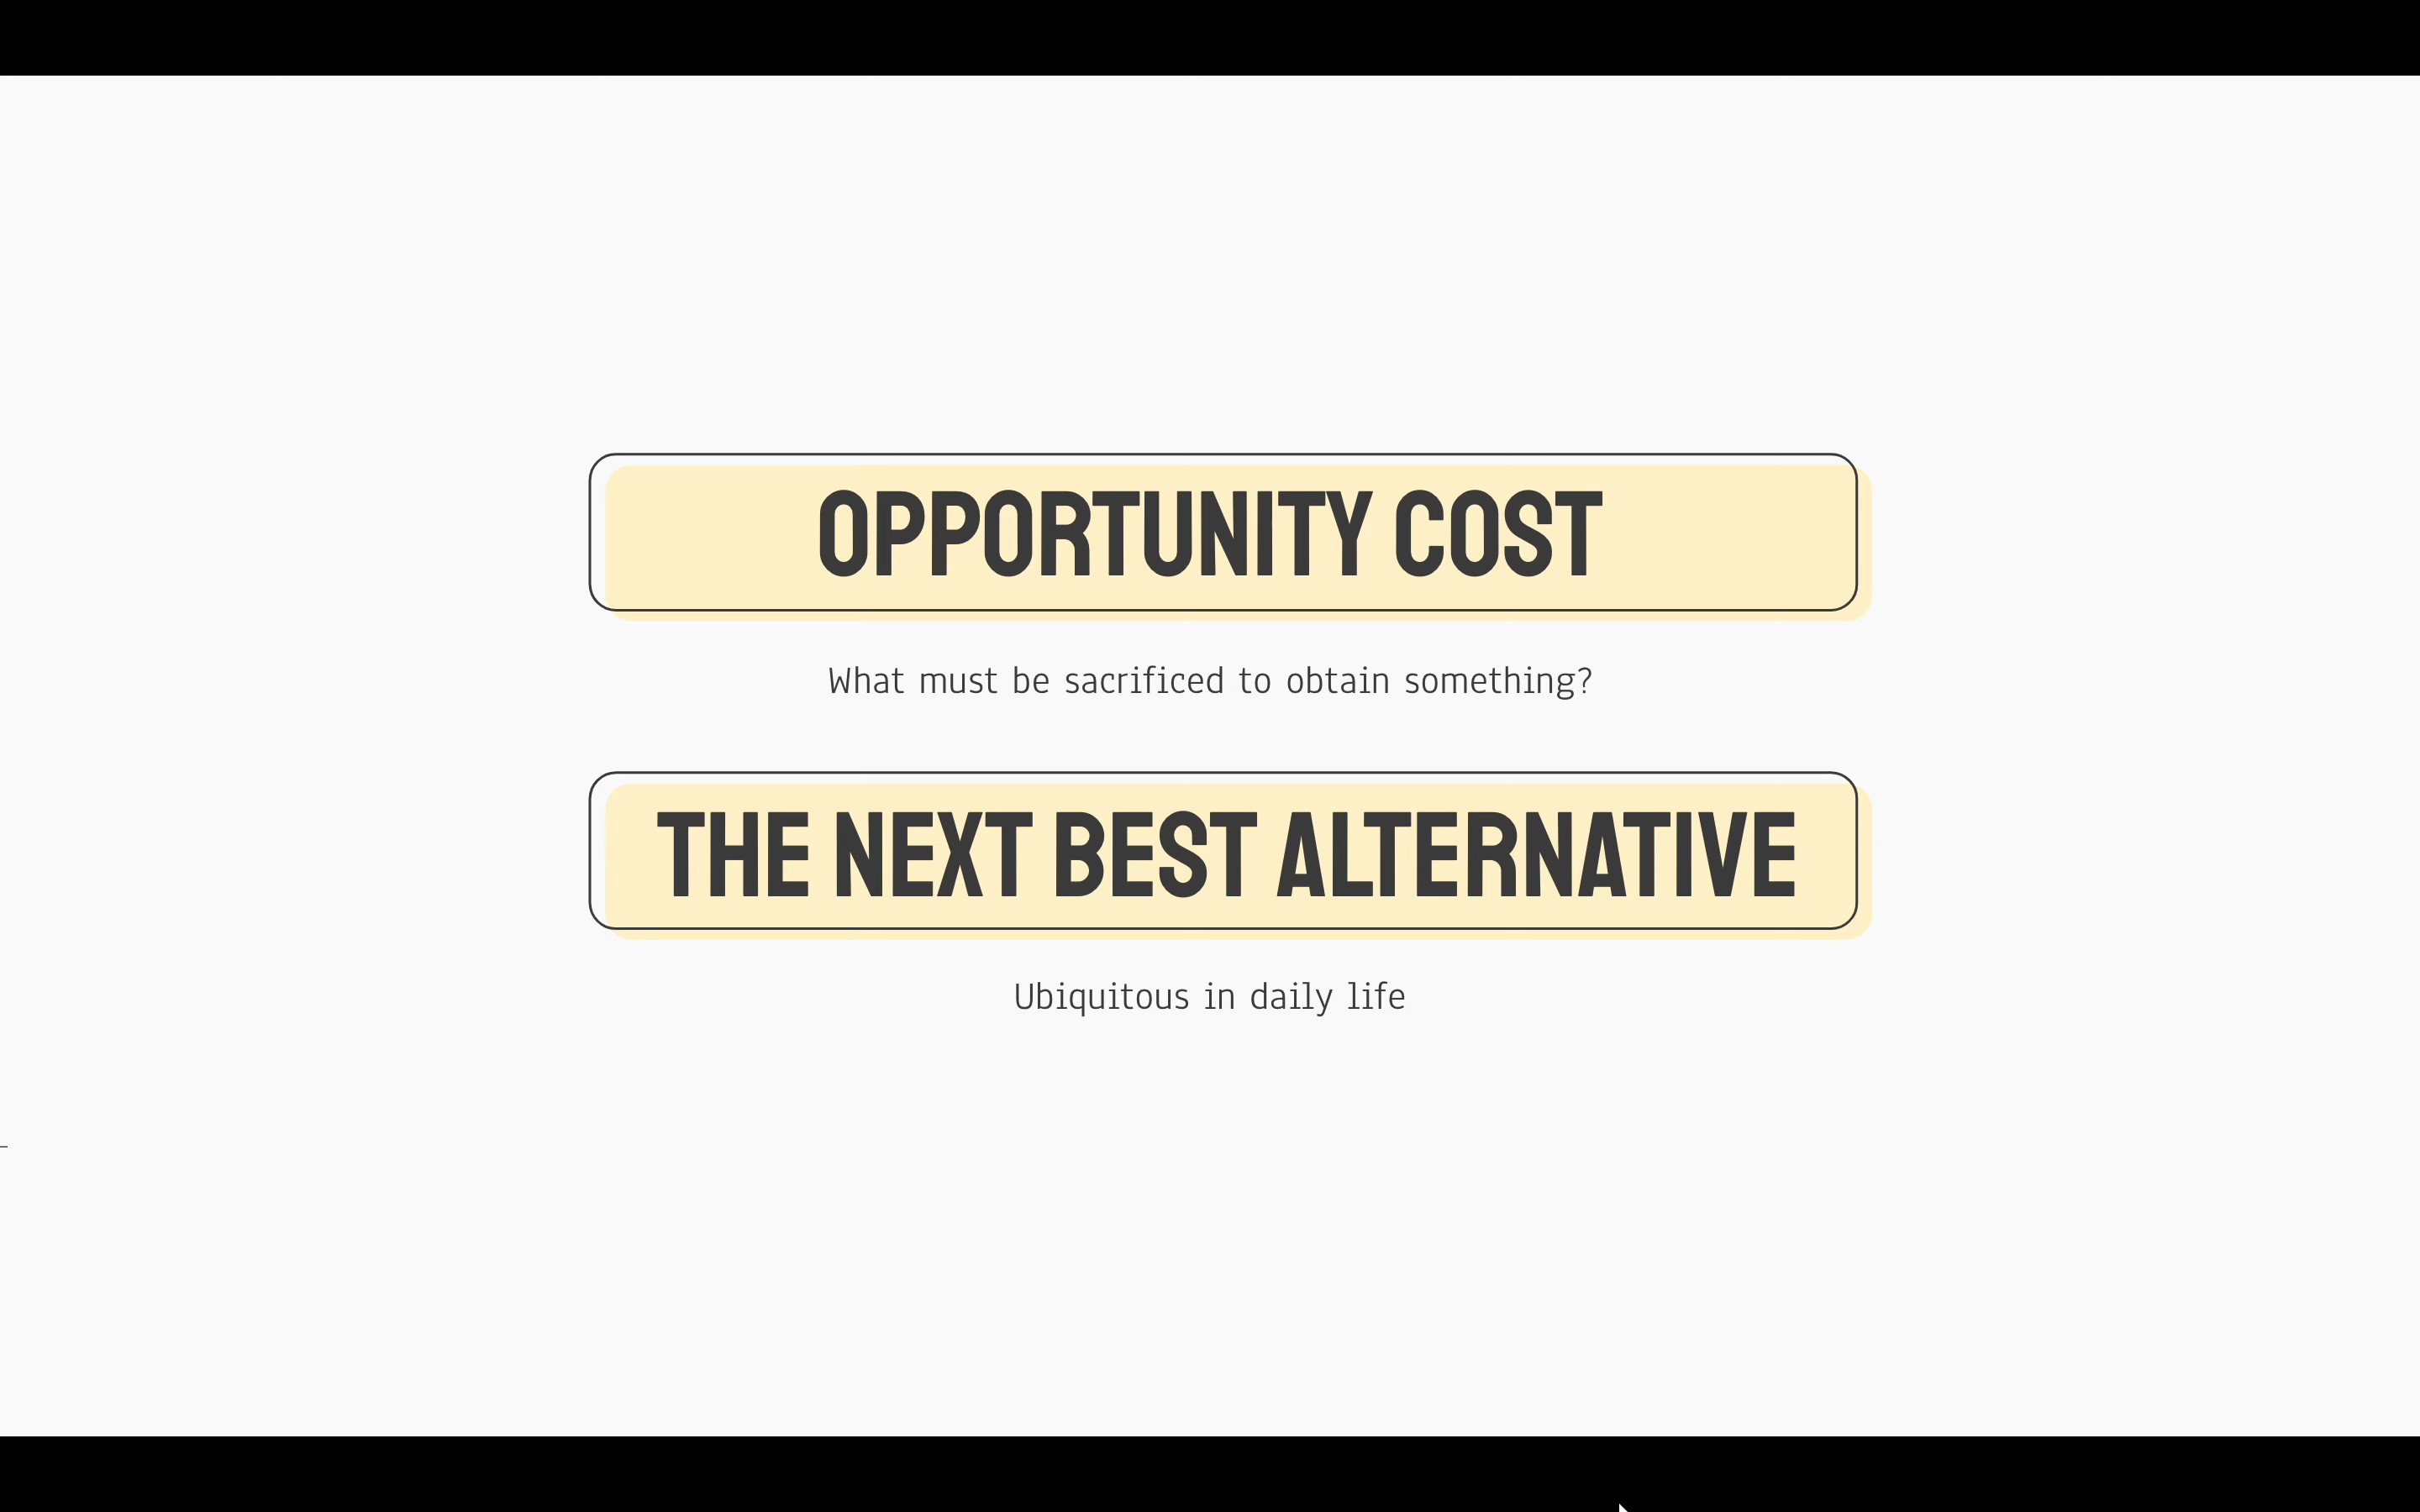 OPPORTUNITY COST
What must be sacrificed to obtain something?
THE NEXT BEST ALTERNATIVE
Ubiquitous in daily life